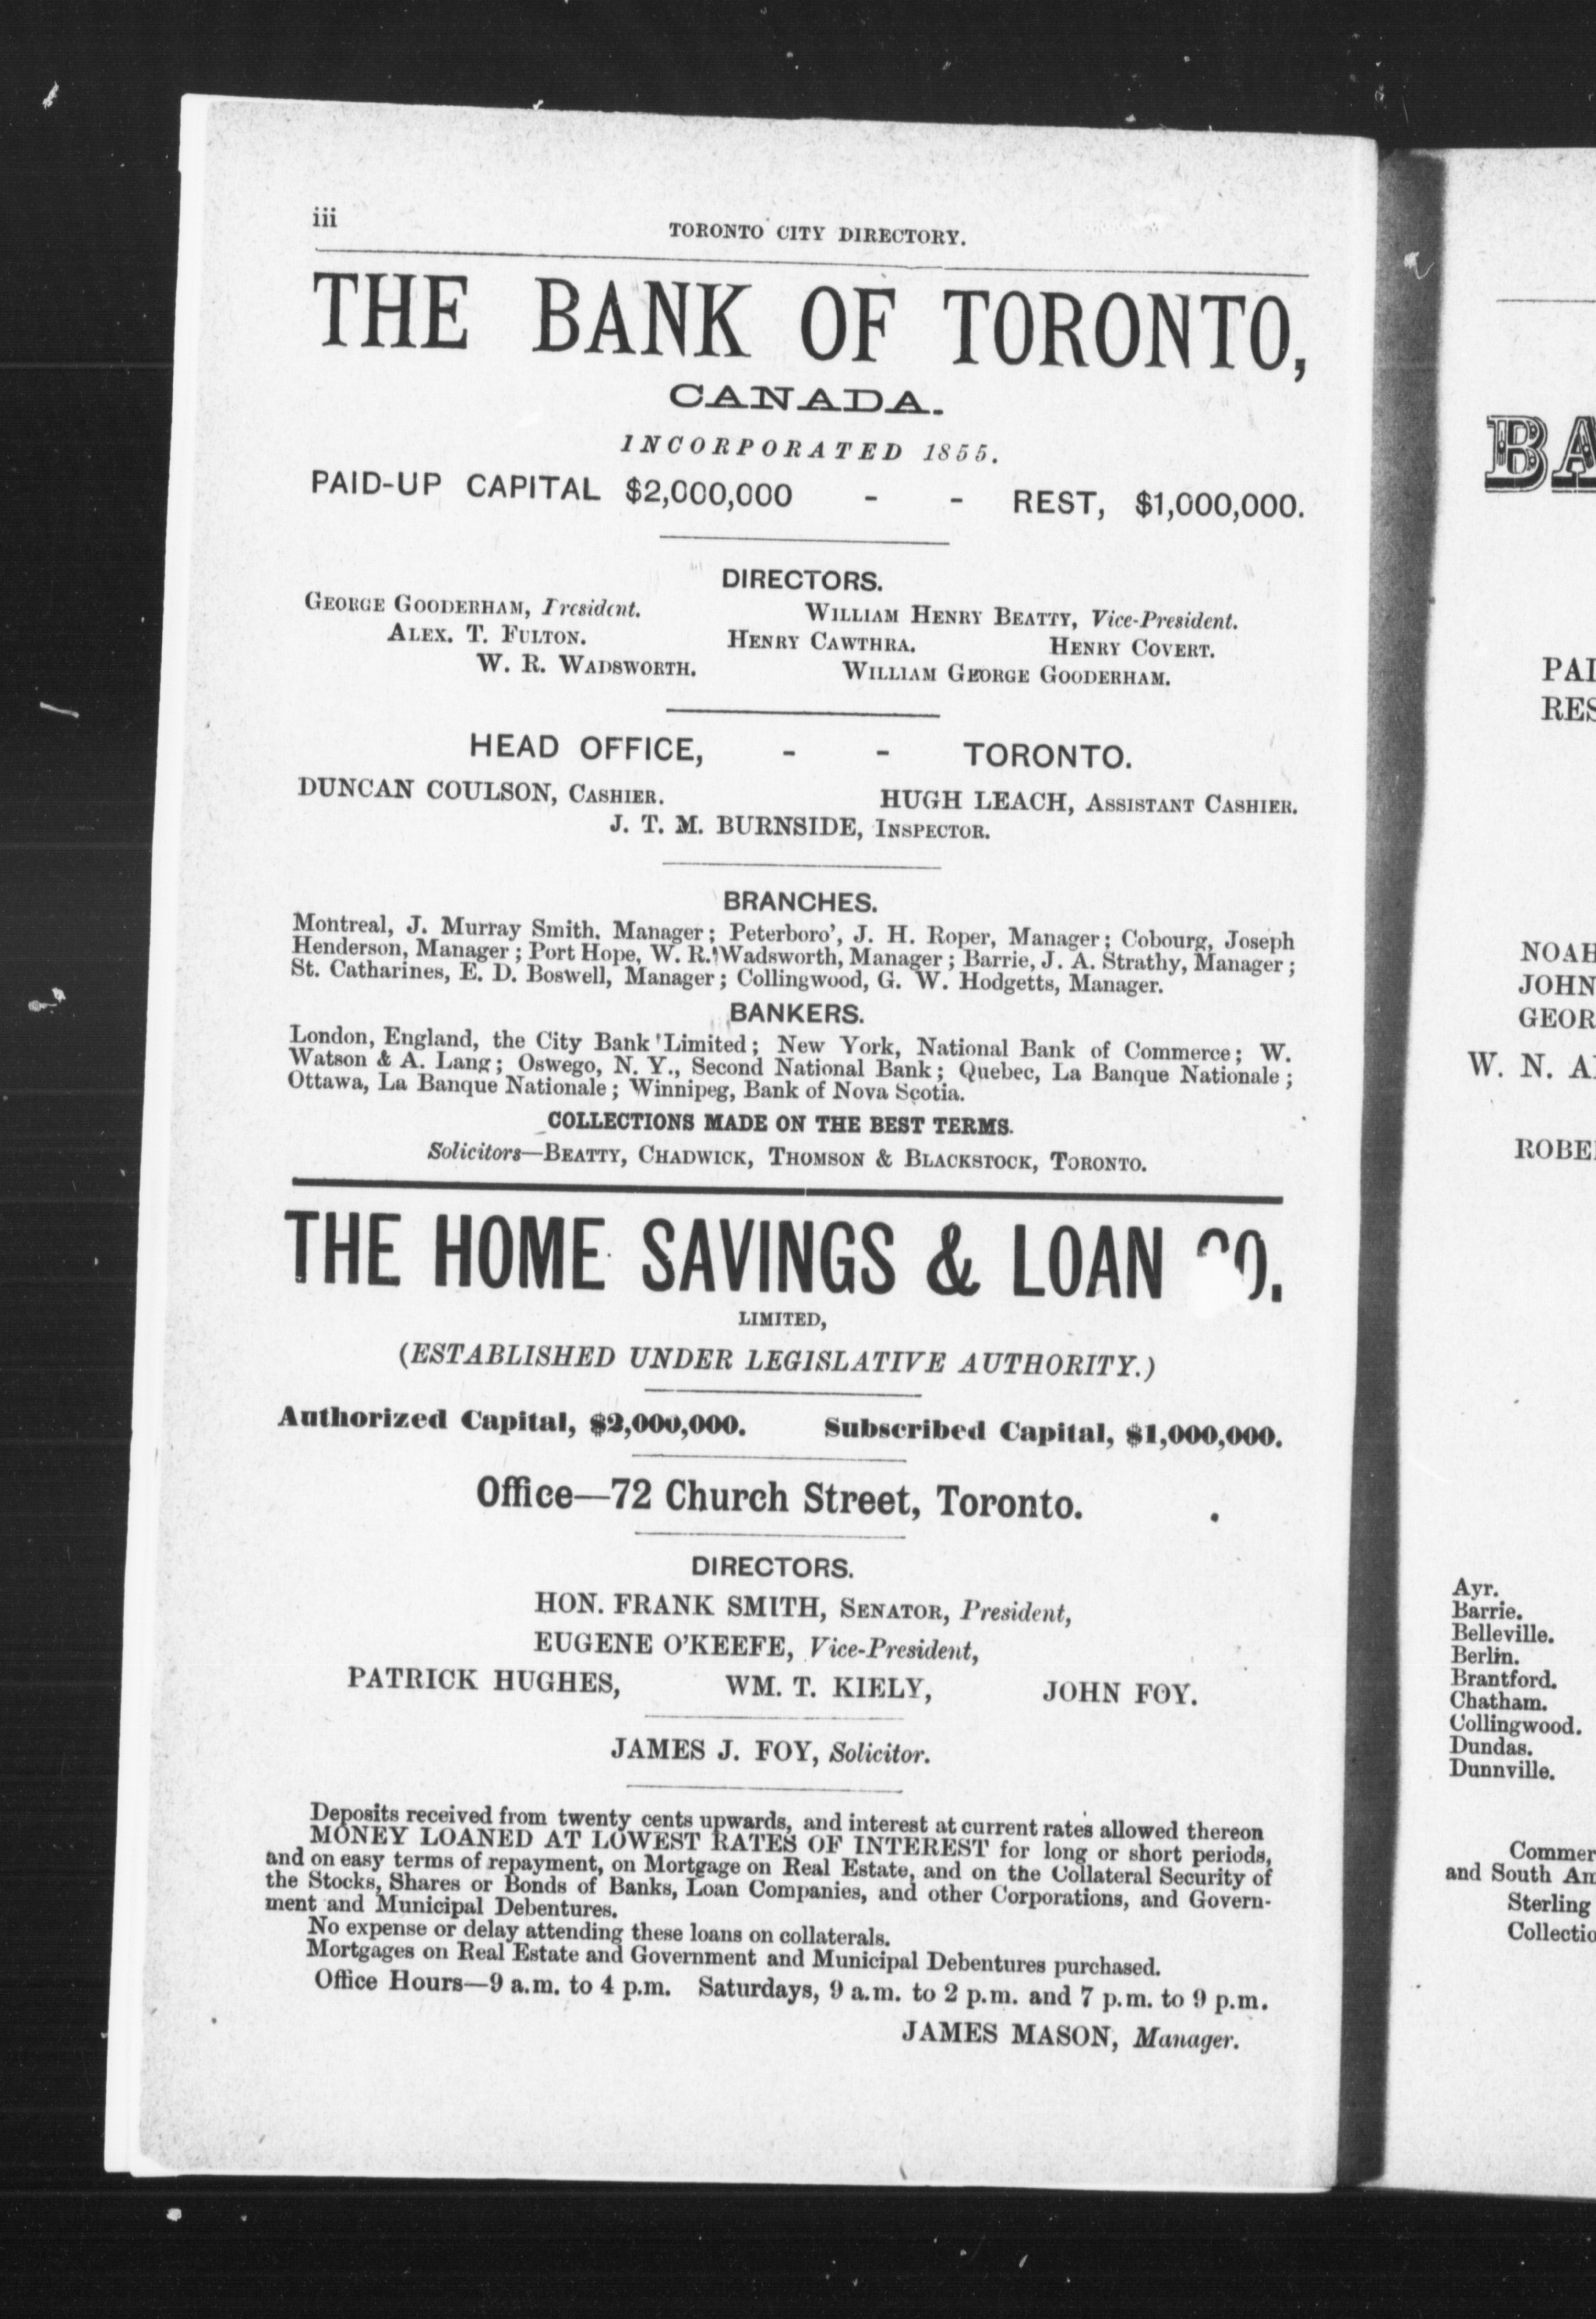 iii
TORONTO CITY DIRECTORY.
THE BANK OF TORONTO,
CANADA.
INCORPORATED 1855.
PAID-UP CAPITAL $2,000,000 - - REST, $1,000,000.
DIRECTORS.
GEORGE GOODERHAM, President. WILLIAM HENRY BEATTY, Vice-President.
ALEX. T. FULTON. HENRY CAWTHRA. HENRY COVERT.
W. R. WADSWORTH. WILLIAM GEORGE GOODERHAM.
HEAD OFFICE, - - TORONTO.
DUNCAN COULSON, CASHIER. HUGH LEACH, ASSISTANT CASHIER.
J. T. M. BURNSIDE, INSPECTOR.
BRANCHES.
Montreal, J. Murray Smith. Manager; Peterboro', J. H. Roper, Manager; Cobourg, Joseph
Henderson, Manager; Port Hope, W. R. Wadsworth, Manager; Barrie, J. A. Strathy, Manager;
St. Catharines, E. D. Boswell, Manager; Collingwood, G. W. Hodgetts, Manager.
BANKERS.
London, England, the City Bank Limited; New York, National Bank of Commerce; W.
Watson & A. Lang; Oswego, N. Y., Second National Bank; Quebec, La Banque Nationale;
Ottawa, La Banque Nationale; Winnipeg, Bank of Nova Scotia.
COLLECTIONS MADE ON THE BEST TERMS.
Solicitors—BEATTY, CHADWICK, THOMSON & BLACKSTOCK, TORONTO.
THE HOME SAVINGS & LOAN CO.
LIMITED,
(ESTABLISHED UNDER LEGISLATIVE AUTHORITY.)
Authorized Capital, $2,000,000. Subscribed Capital, $1,000,000.
Office—72 Church Street, Toronto.
DIRECTORS.
HON. FRANK SMITH, SENATOR, President,
EUGENE O'KEEFE, Vice-President,
PATRICK HUGHES, WM. T. KIELY, JOHN FOY.
JAMES J. FOY, Solicitor.
Deposits received from twenty cents upwards, and interest at current rates allowed thereon
MONEY LOANED AT LOWEST RATES OF INTEREST for long or short periods,
and on easy terms of repayment, on Mortgage on Real Estate, and on the Collateral Security of
the Stocks, Shares or Bonds of Banks, Loan Companies, and other Corporations, and Govern-
ment and Municipal Debentures.
No expense or delay attending these loans on collaterals.
Mortgages on Real Estate and Government and Municipal Debentures purchased.
Office Hours—9 a.m. to 4 p.m. Saturdays, 9 a.m. to 2 p.m. and 7 p.m. to 9 p.m.
JAMES MASON, Manager.
BA
PAI
RES
NOAH
JOHN
GEOR
W. N. A
ROBE
Ayr.
Barrie.
Belleville.
Berlin.
Brantford.
Chatham.
Collingwood.
Dundas.
Dunnville.
Commer
and South Am
Sterling
Collectio